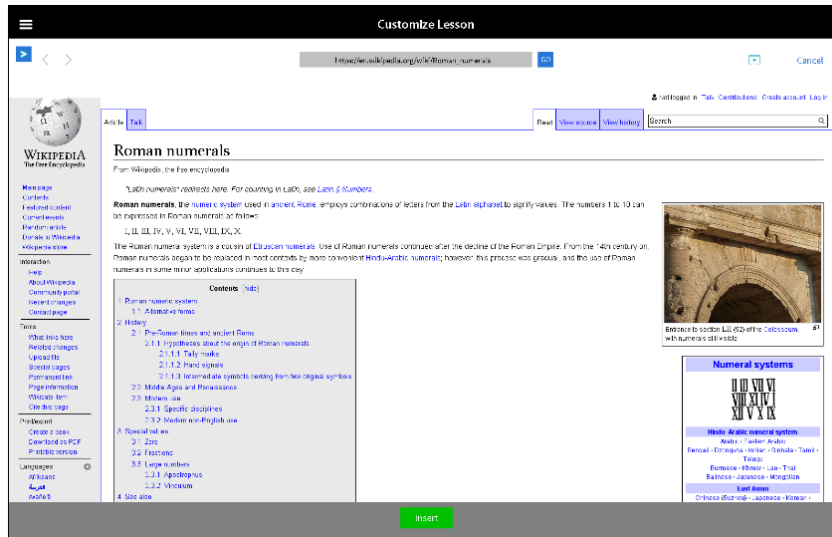 Customize Lesson
https://en.wikipedia.org/wiki/Roman_numerals
GO
Cancel
Not logged in Talk Contributions Create account Log in
Article Talk
Read View source View history
Search
WIKIPEDIA
The Free Encyclopedia
Main page
Contents
Featured content
Current events
Random article
Donate to Wikipedia
Wikipedia store
Interaction
Help
About Wikipedia
Community portal
Recent changes
Contact page
Tools
What links here
Related changes
Upload file
Special pages
Permanent link
Page information
Wikidata item
Cite this page
Print/export
Create a book
Download as PDF
Printable version
Languages
Afrikaans
العربية
Roman numerals
From Wikipedia, the free encyclopedia
"Latin numerals" redirects here. For counting in Latin, see Latin § Numbers.
Roman numerals, the numeric system used in ancient Rome, employs combinations of letters from the Latin alphabet to signify values. The numbers 1 to 10 can
be expressed in Roman numerals as follows:
I, II, III, IV, V, VI, VII, VIII, IX, X.
The Roman numeral system is a cousin of Etruscan numerals. Use of Roman numerals continued after the decline of the Roman Empire. From the 14th century on,
Roman numerals began to be replaced in most contexts by more convenient Hindu-Arabic numerals; however, this process was gradual, and the use of Roman
numerals in some minor applications continues to this day.
Contents [hide]
1 Roman numeric system
1.1 Alternative forms
2 History
2.1 Pre-Roman times and ancient Rome
2.1.1 Hypotheses about the origin of Roman numerals
2.1.1.1 Tally marks
2.1.1.2 Hand signals
2.1.1.3 Intermediate symbols deriving from few original symbols
2.2 Middle Ages and Renaissance
2.3 Modern use
2.3.1 Specific disciplines
2.3.2 Modern non-English use
3 Special values
3.1 Zero
3.2 Fractions
3.3 Large numbers
3.3.1 Apostrophus
3.3.2 Vinculum
4 See also
Entrance to section LII (52) of the Colosseum,
with numerals still visible
Numeral systems
I II III IV VI
VII XI IV I
XII V X IX
Hindu-Arabic numeral system
Arabic · Eastern Arabic
Bengali · Dzongkha · Indian · Sinhala · Tamil ·
Telugu
Burmese · Khmer · Lao · Thai
Balinese · Javanese · Mongolian
East Asian
Chinese (Suzhou) · Japanese · Korean ·
Insert